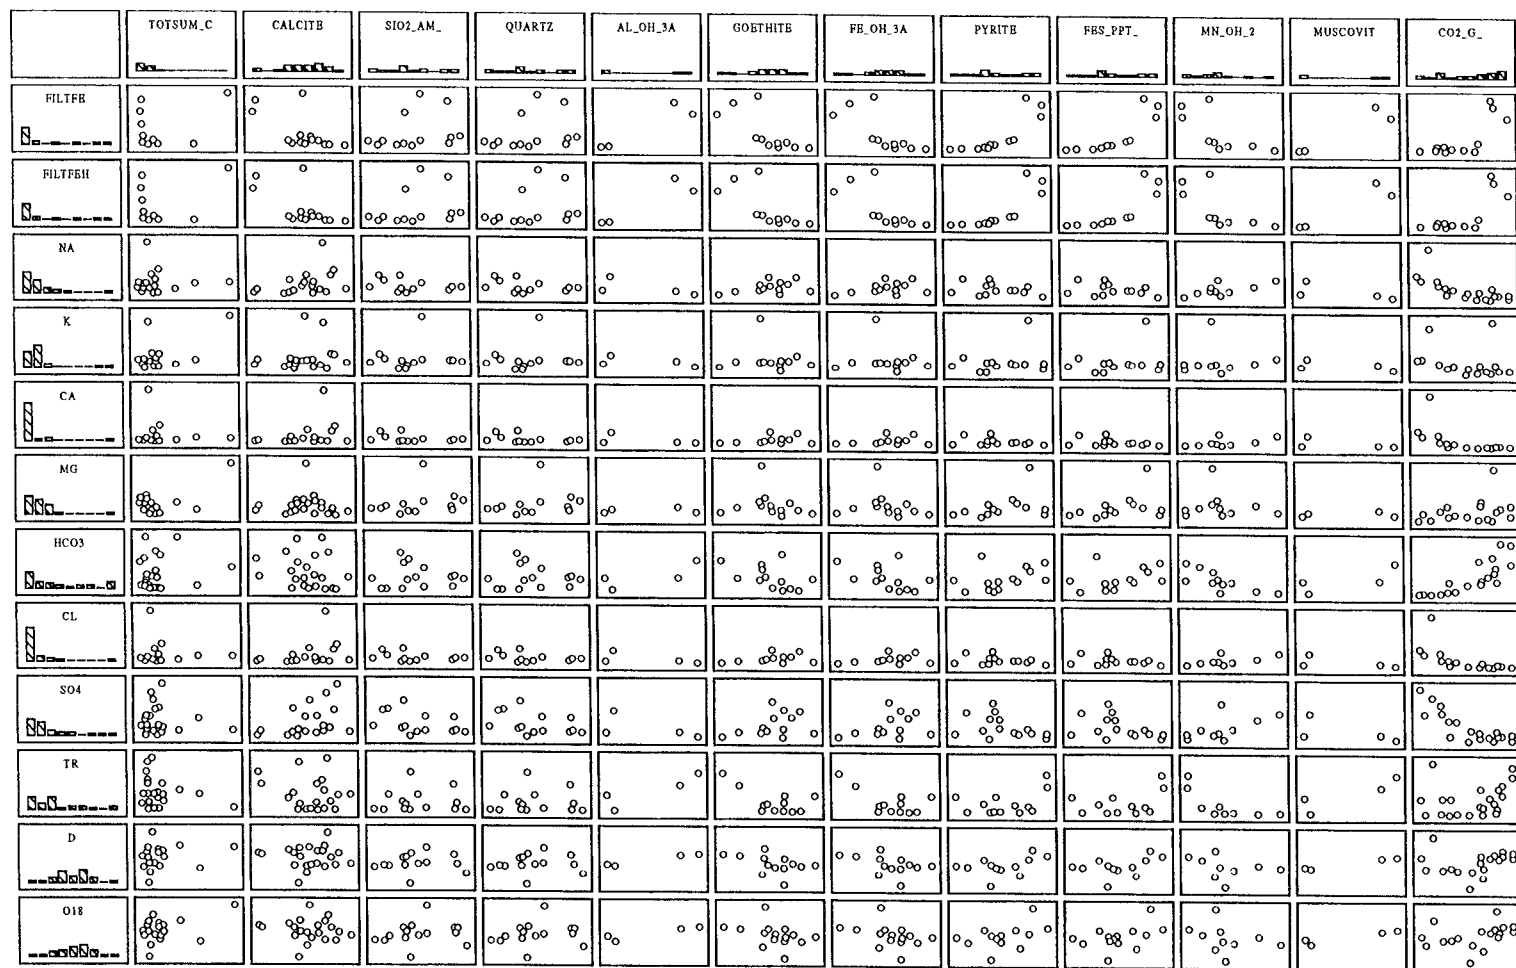 TOTSUM_C CALCITE SIO2_AM_ QUARTZ AL_OH_3A GOETHITE FE_OH_3A PYRITE FES_PPT_ MN_OH_2 MUSCOVIT CO2_G_
FILTFE
FILTFEH
NA
K
CA
MG
HCO3
CL
SO4
TR
D
O18